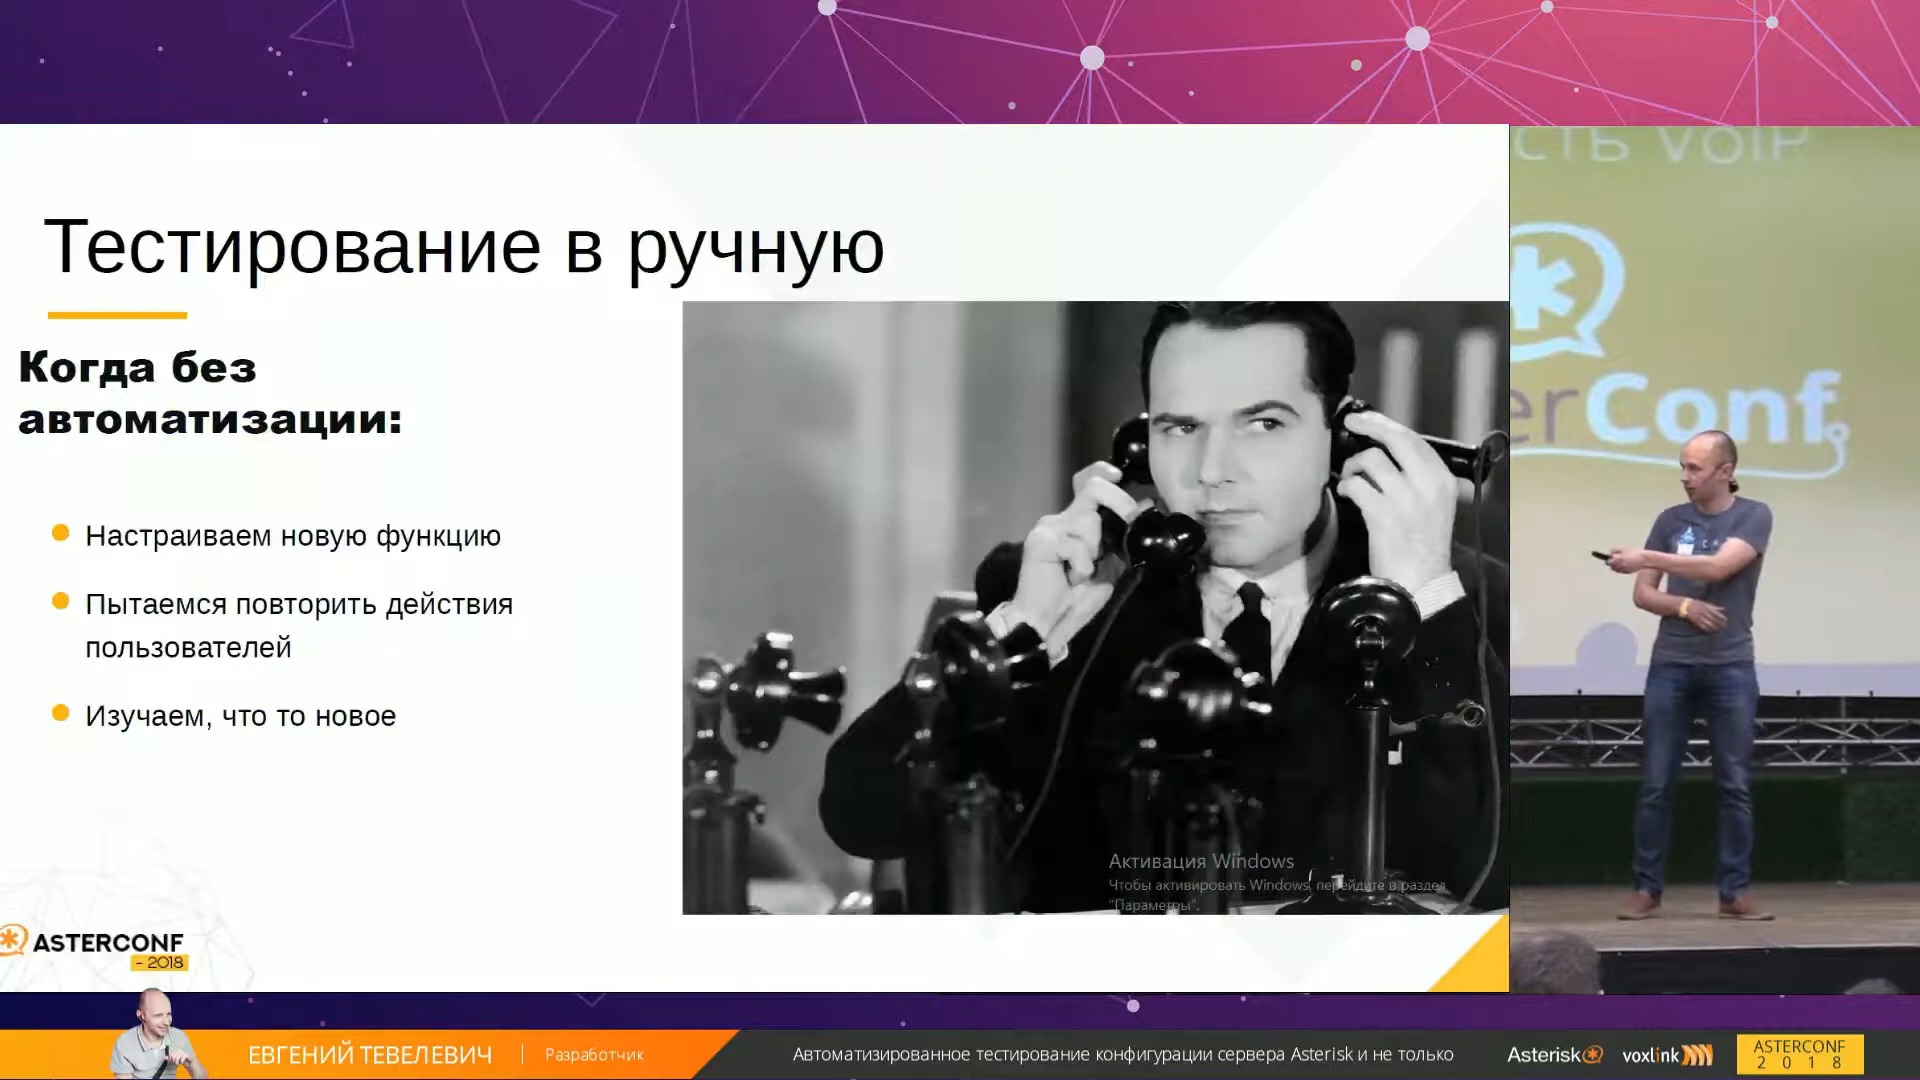 Тестирование в ручную
Когда без
автоматизации:
Настраиваем новую функцию
Пытаемся повторить действия
пользователей
Изучаем, что то новое
Активация Windows
Чтобы активировать Windows, перейдите в раздел
"Параметры".
ASTERCONF
- 2018
СТЬ VOIP
erConf
ЕВГЕНИЙ ТЕВЕЛЕВИЧ
Разработчик
Автоматизированное тестирование конфигурации сервера Asterisk и не только
Asterisk
voxlink
ASTERCONF
2 0 1 8